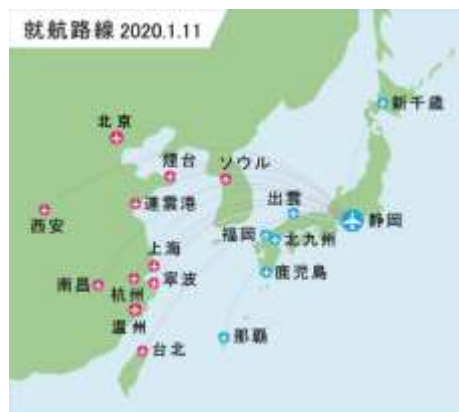 就航路線 2020.1.11
新千歳
北京
煙台
ソウル
出雲
静岡
西安
連雲港
福岡
北九州
上海
鹿児島
南昌
杭州
寧波
温州
那覇
台北